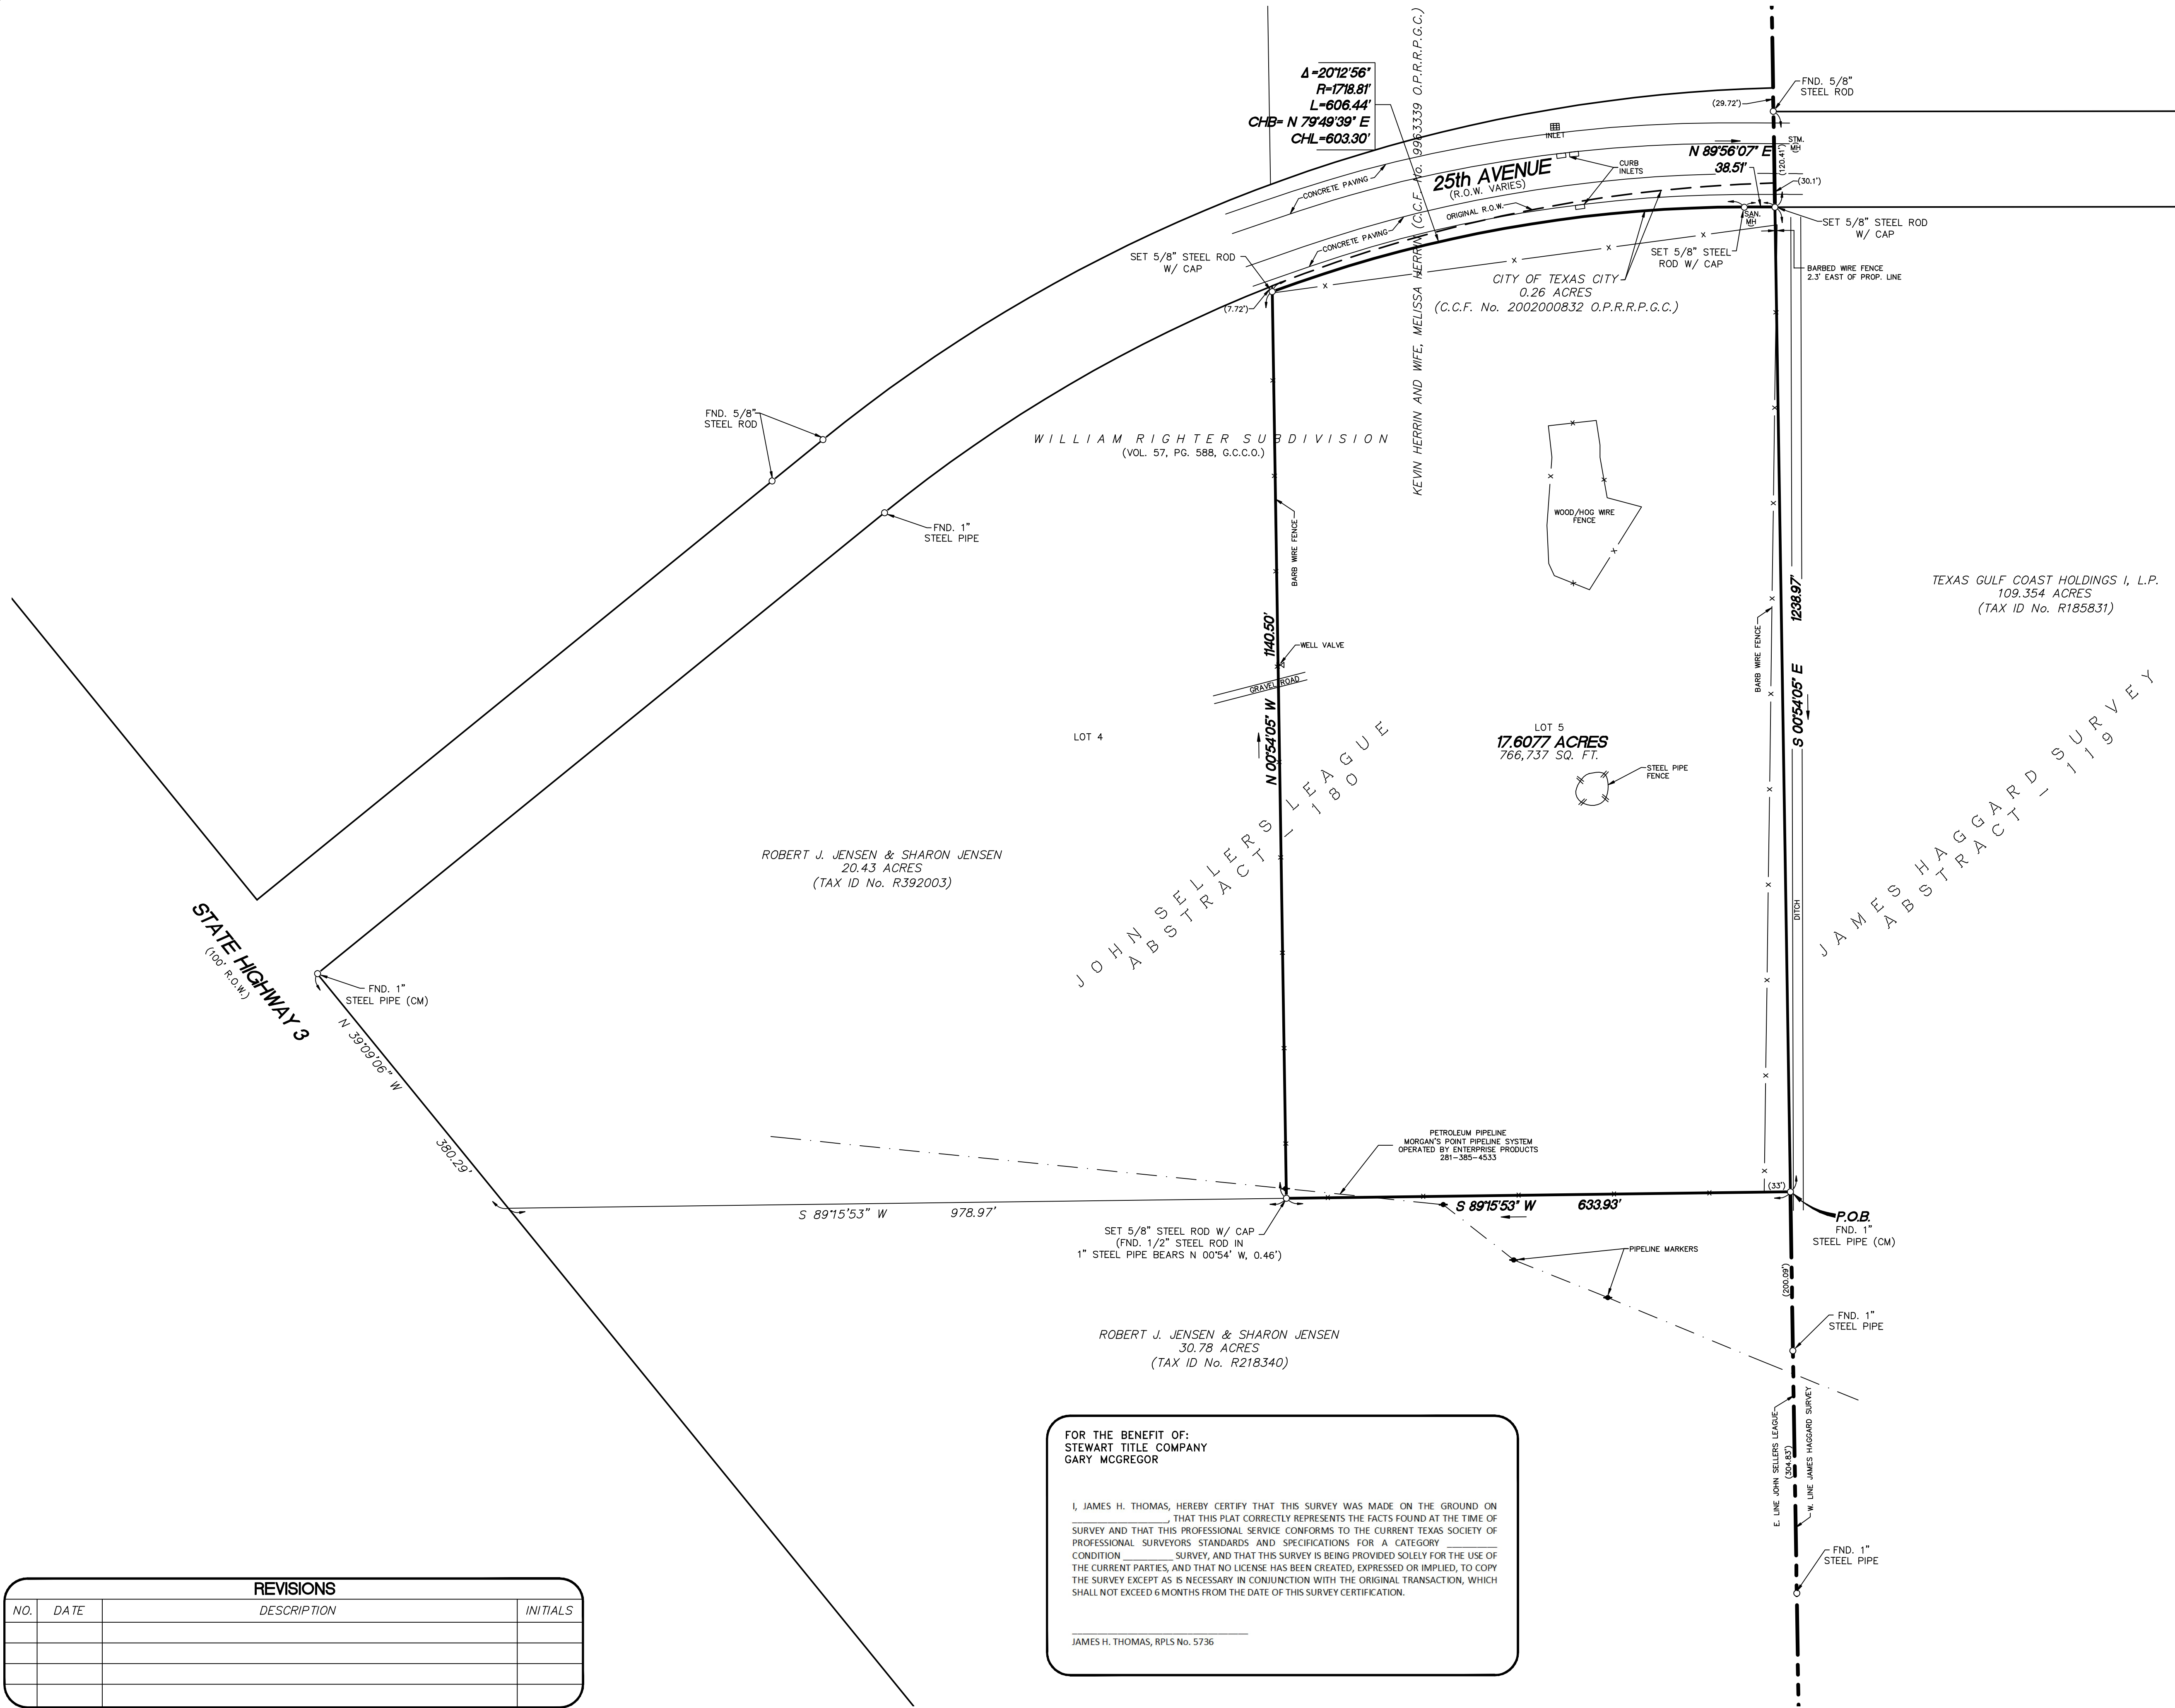 Δ=20°12'56"
R=1718.81'
L=606.44'
CHB= N 79°49'39" E
CHL=603.30'
KEVIN HERRIN AND WIFE, MELISSA HERRIN (C.C.F. No. 9963339 O.P.R.R.P.G.C.)
FND. 5/8"
STEEL ROD
(29.72')
INLET
STM.
MH
N 89°56'07" E
38.51'
(120.41')
(30.1')
CURB
INLETS
25th AVENUE
(R.O.W. VARIES)
CONCRETE PAVING
ORIGINAL R.O.W.
CONCRETE PAVING
SAN.
MH
SET 5/8" STEEL ROD
W/ CAP
SET 5/8" STEEL ROD
W/ CAP
SET 5/8" STEEL
ROD W/ CAP
BARBED WIRE FENCE
2.3' EAST OF PROP. LINE
CITY OF TEXAS CITY
0.26 ACRES
(C.C.F. No. 2002000832 O.P.R.R.P.G.C.)
(7.72')
FND. 5/8"
STEEL ROD
WILLIAM RIGHTER SUBDIVISION
(VOL. 57, PG. 588, G.C.C.O.)
FND. 1"
STEEL PIPE
BARB WIRE FENCE
WOOD/HOG WIRE
FENCE
TEXAS GULF COAST HOLDINGS I, L.P.
109.354 ACRES
(TAX ID No. R185831)
N 00°54'05" W 1140.50'
WELL VALVE
GRAVEL ROAD
BARB WIRE FENCE
S 00°54'05" E 1238.97'
LOT 4
LOT 5
17.6077 ACRES
766,737 SQ. FT.
STEEL PIPE
FENCE
JOHN SELLERS LEAGUE
ABSTRACT - 180
JAMES HAGGARD SURVEY
ABSTRACT - 119
DITCH
ROBERT J. JENSEN & SHARON JENSEN
20.43 ACRES
(TAX ID No. R392003)
STATE HIGHWAY 3
(100' R.O.W.)
FND. 1"
STEEL PIPE (CM)
N 39°09'06" W 380.29'
PETROLEUM PIPELINE
MORGAN'S POINT PIPELINE SYSTEM
OPERATED BY ENTERPRISE PRODUCTS
281-385-4533
(33')
S 89°15'53" W 978.97'
S 89°15'53" W 633.93'
P.O.B.
FND. 1"
STEEL PIPE (CM)
SET 5/8" STEEL ROD W/ CAP
(FND. 1/2" STEEL ROD IN
1" STEEL PIPE BEARS N 00°54' W, 0.46')
PIPELINE MARKERS
(200.09')
FND. 1"
STEEL PIPE
ROBERT J. JENSEN & SHARON JENSEN
30.78 ACRES
(TAX ID No. R218340)
E. LINE JOHN SELLERS LEAGUE
(304.83')
W. LINE JAMES HAGGARD SURVEY
FND. 1"
STEEL PIPE
FOR THE BENEFIT OF:
STEWART TITLE COMPANY
GARY MCGREGOR
I, JAMES H. THOMAS, HEREBY CERTIFY THAT THIS SURVEY WAS MADE ON THE GROUND ON
___________________, THAT THIS PLAT CORRECTLY REPRESENTS THE FACTS FOUND AT THE TIME OF
SURVEY AND THAT THIS PROFESSIONAL SERVICE CONFORMS TO THE CURRENT TEXAS SOCIETY OF
PROFESSIONAL SURVEYORS STANDARDS AND SPECIFICATIONS FOR A CATEGORY __________
CONDITION __________ SURVEY, AND THAT THIS SURVEY IS BEING PROVIDED SOLELY FOR THE USE OF
THE CURRENT PARTIES, AND THAT NO LICENSE HAS BEEN CREATED, EXPRESSED OR IMPLIED, TO COPY
THE SURVEY EXCEPT AS IS NECESSARY IN CONJUNCTION WITH THE ORIGINAL TRANSACTION, WHICH
SHALL NOT EXCEED 6 MONTHS FROM THE DATE OF THIS SURVEY CERTIFICATION.
JAMES H. THOMAS, RPLS No. 5736
REVISIONS
NO. DATE DESCRIPTION INITIALS